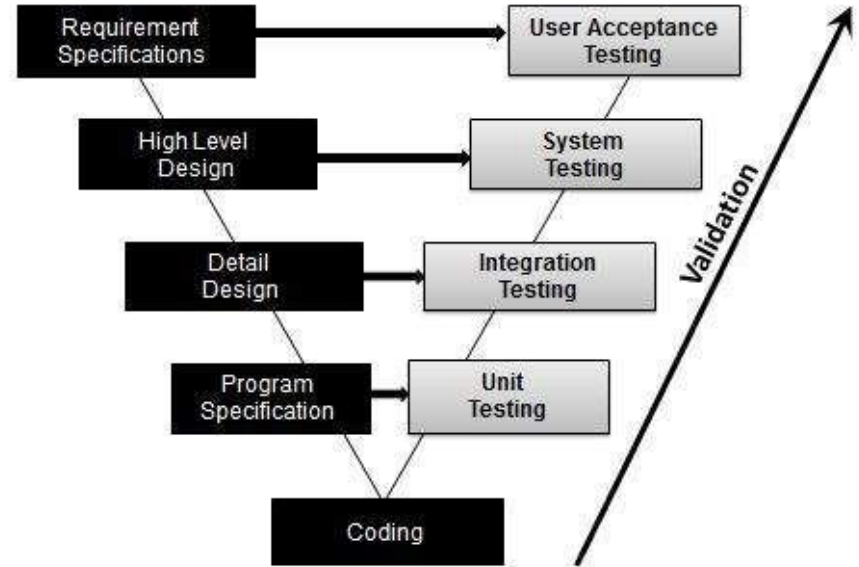 Requirement
Specifications
User Acceptance
Testing
High Level
Design
System
Testing
Detail
Design
Integration
Testing
Program
Specification
Unit
Testing
Coding
Validation